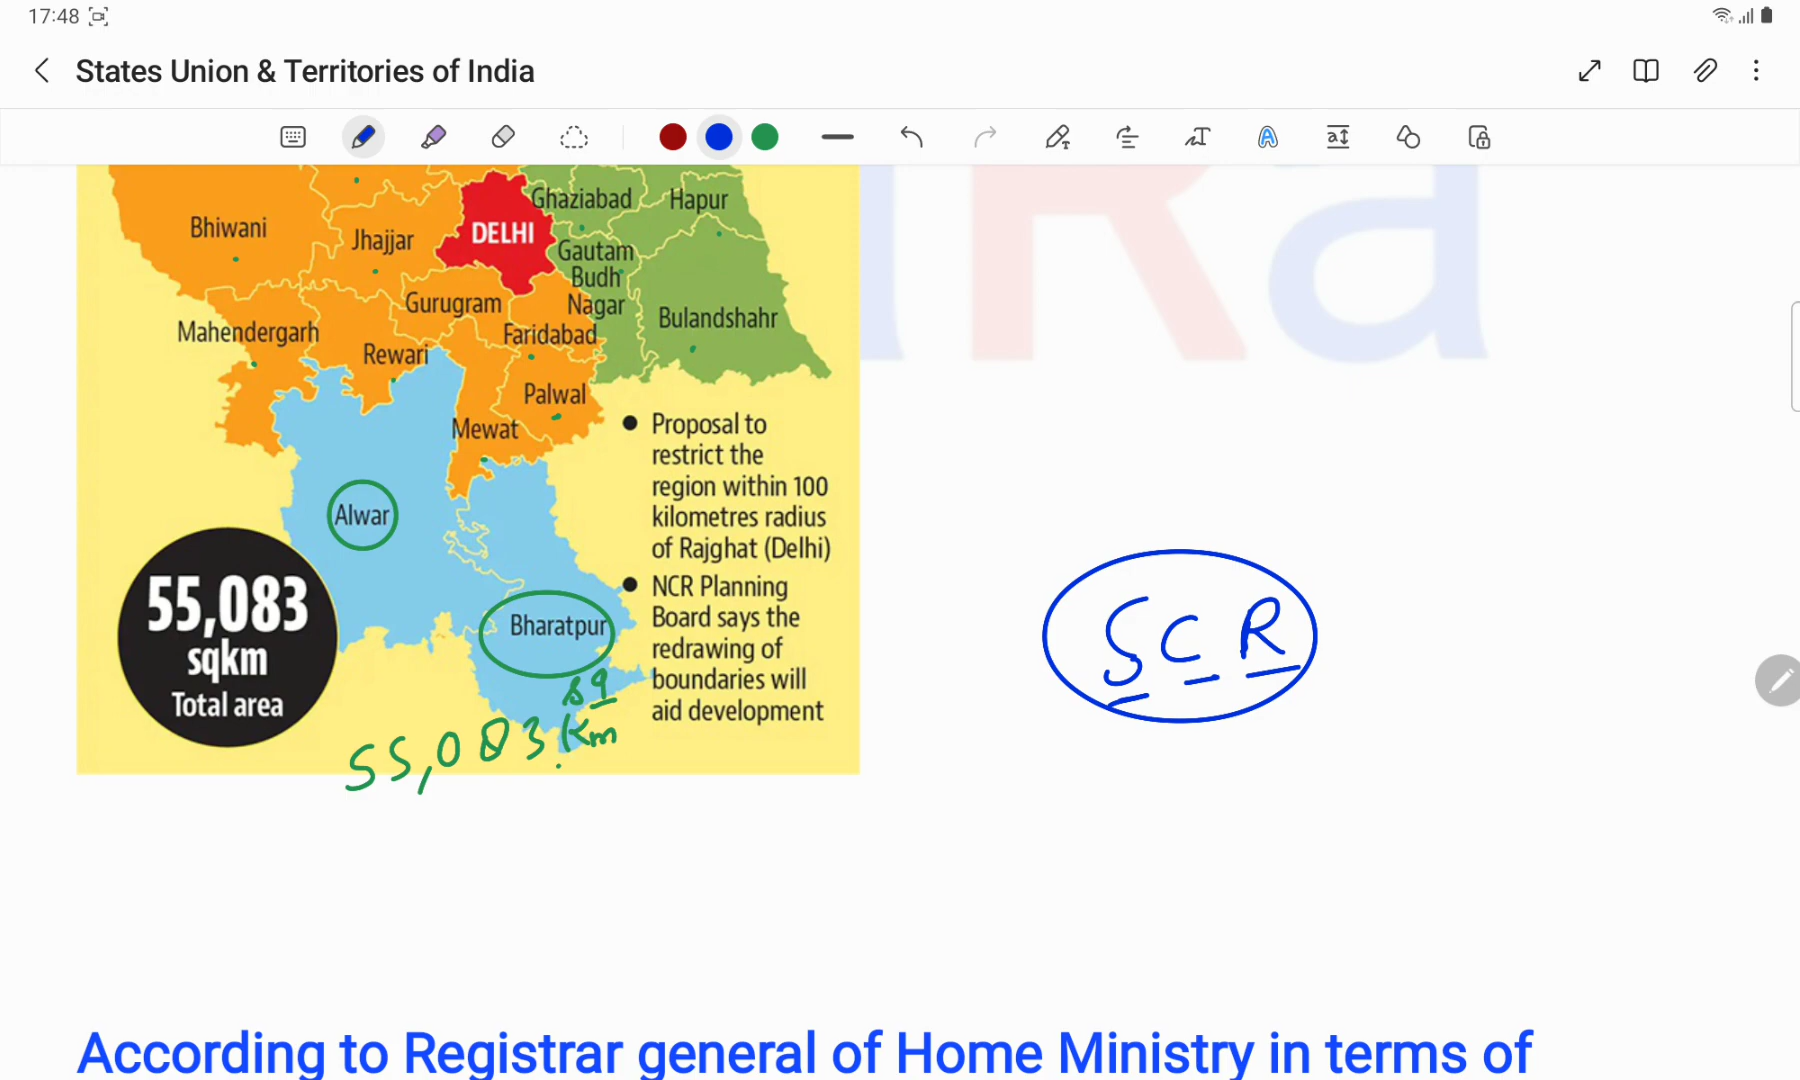 17:48
States Union & Territories of India
Ra
Ghaziabad
Hapur
Bhiwani
Jhajjar
DELHI
Gautam
Budh
Nagar
Gurugram
Bulandshahr
Mahendergarh
Faridabad
Rewari
Palwal
Mewat
Alwar
Bharatpur
• Proposal to
restrict the
region within 100
kilometres radius
of Rajghat (Delhi)
• NCR Planning
Board says the
redrawing of
boundaries will
aid development
55,083
sqkm
Total area
55,083 sq Km
SCR
According to Registrar general of Home Ministry in terms of